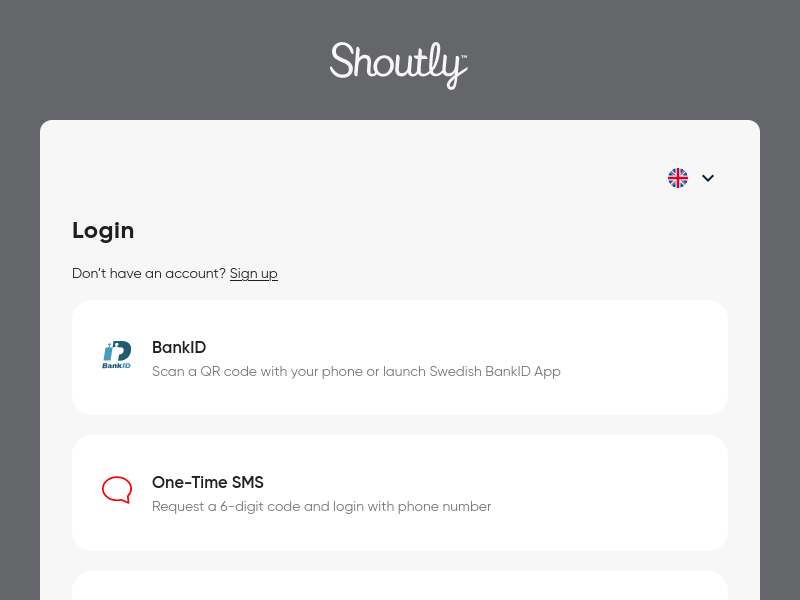 Shoutly™
Login
Don’t have an account? Sign up
BankID
BankID
Scan a QR code with your phone or launch Swedish BankID App
One-Time SMS
Request a 6-digit code and login with phone number